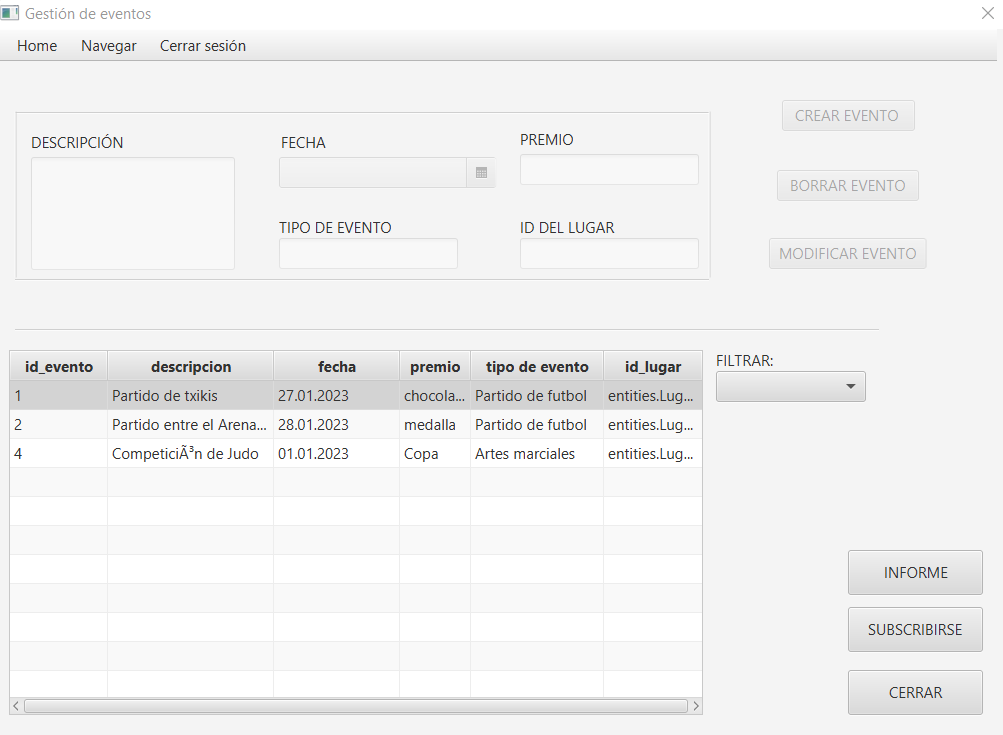 Gestión de eventos
Home Navegar Cerrar sesión
CREAR EVENTO
DESCRIPCIÓN FECHA PREMIO
BORRAR EVENTO
TIPO DE EVENTO ID DEL LUGAR
MODIFICAR EVENTO
id_evento descripcion fecha premio tipo de evento id_lugar
FILTRAR:
1 Partido de txikis 27.01.2023 chocola... Partido de futbol entities.Lug...
2 Partido entre el Arena... 28.01.2023 medalla Partido de futbol entities.Lug...
4 CompeticiÃ³n de Judo 01.01.2023 Copa Artes marciales entities.Lug...
INFORME
SUBSCRIBIRSE
CERRAR